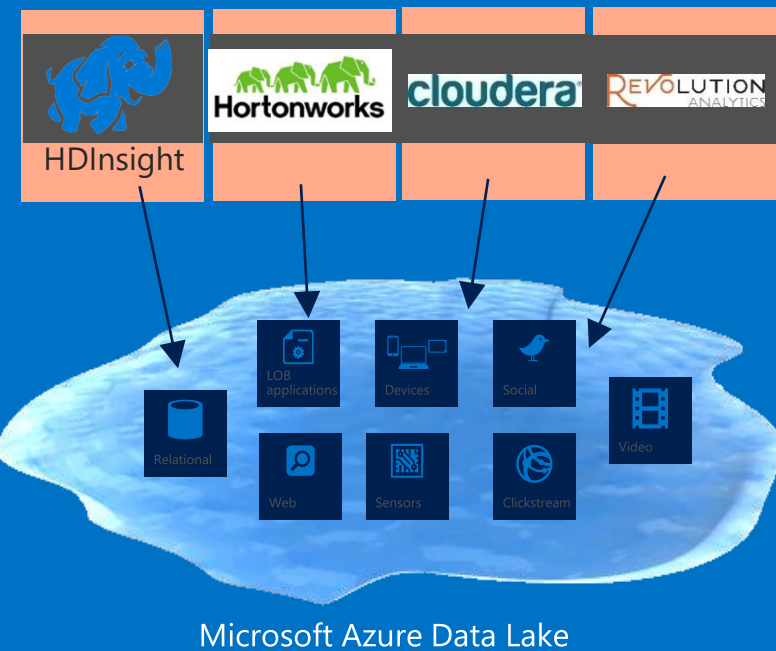 Hortonworks
cloudera
REVOLUTION
ANALYTICS
HDInsight
LOB
applications
Devices
Social
Relational
Video
Web
Sensors
Clickstream
Microsoft Azure Data Lake